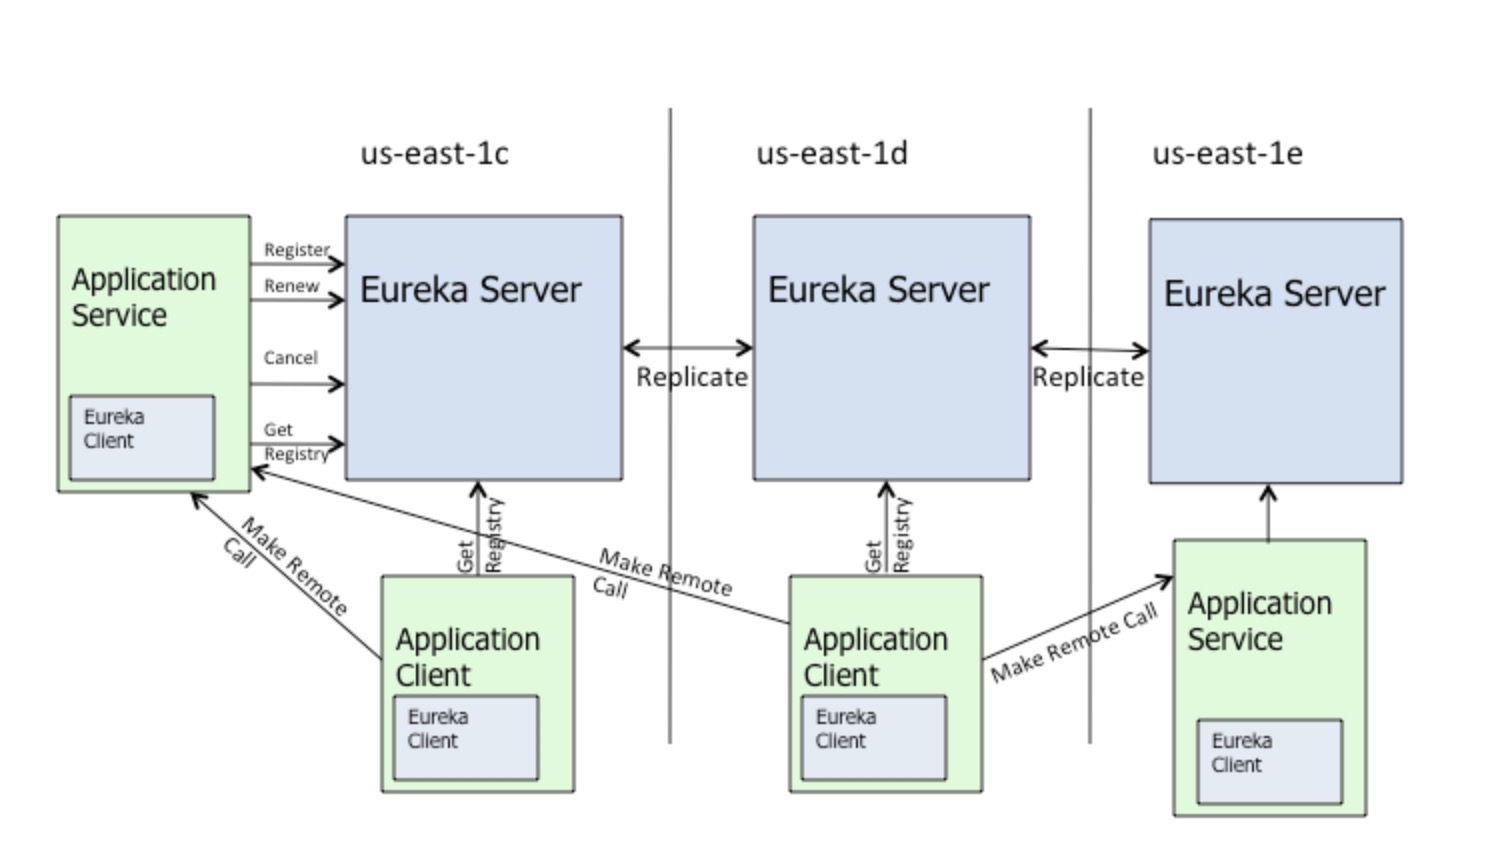 us-east-1c
us-east-1d
us-east-1e
Application
Service
Eureka
Client
Register
Renew
Cancel
Get
Registry
Eureka Server
Replicate
Eureka Server
Replicate
Eureka Server
Make Remote
Call
Get
Registry
Make Remote
Call
Get
Registry
Make Remote Call
Application
Client
Eureka
Client
Application
Client
Eureka
Client
Application
Service
Eureka
Client